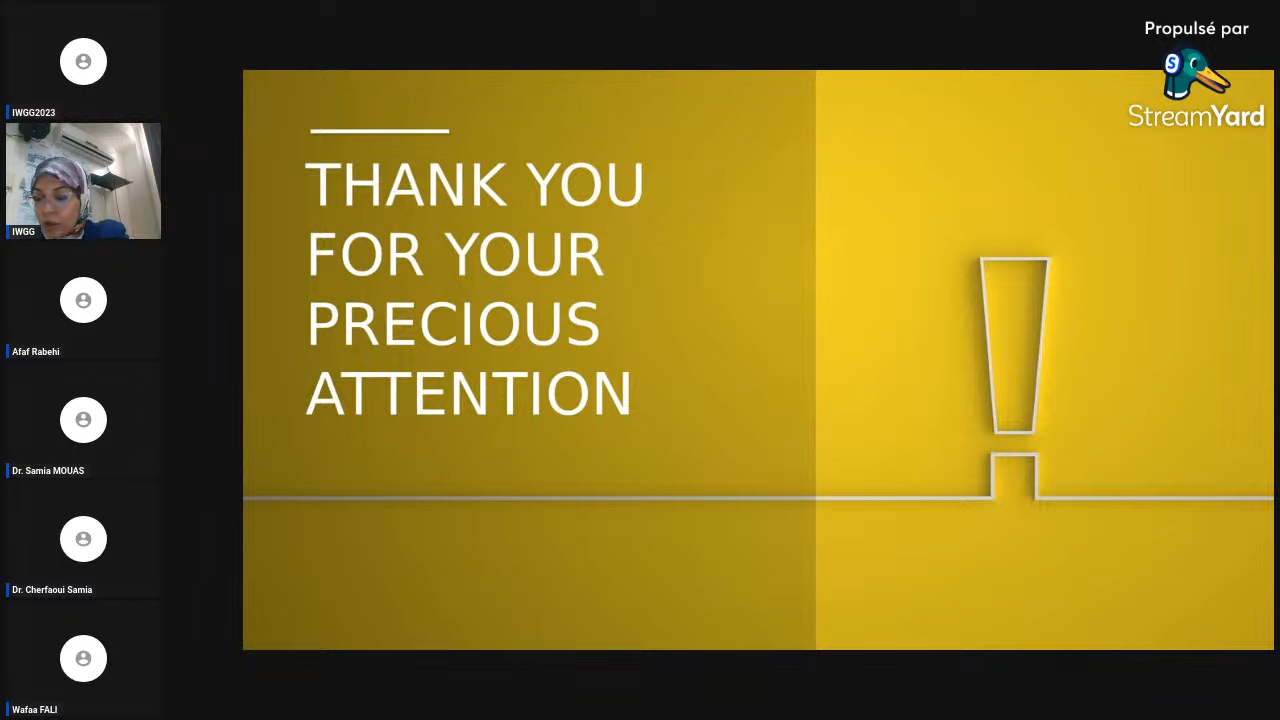 Propulsé par
StreamYard
IWGG2023
IWGG
Afaf Rabehi
Dr. Samia MOUAS
Dr. Cherfaoui Samia
Wafaa FALI
THANK YOU
FOR YOUR
PRECIOUS
ATTENTION